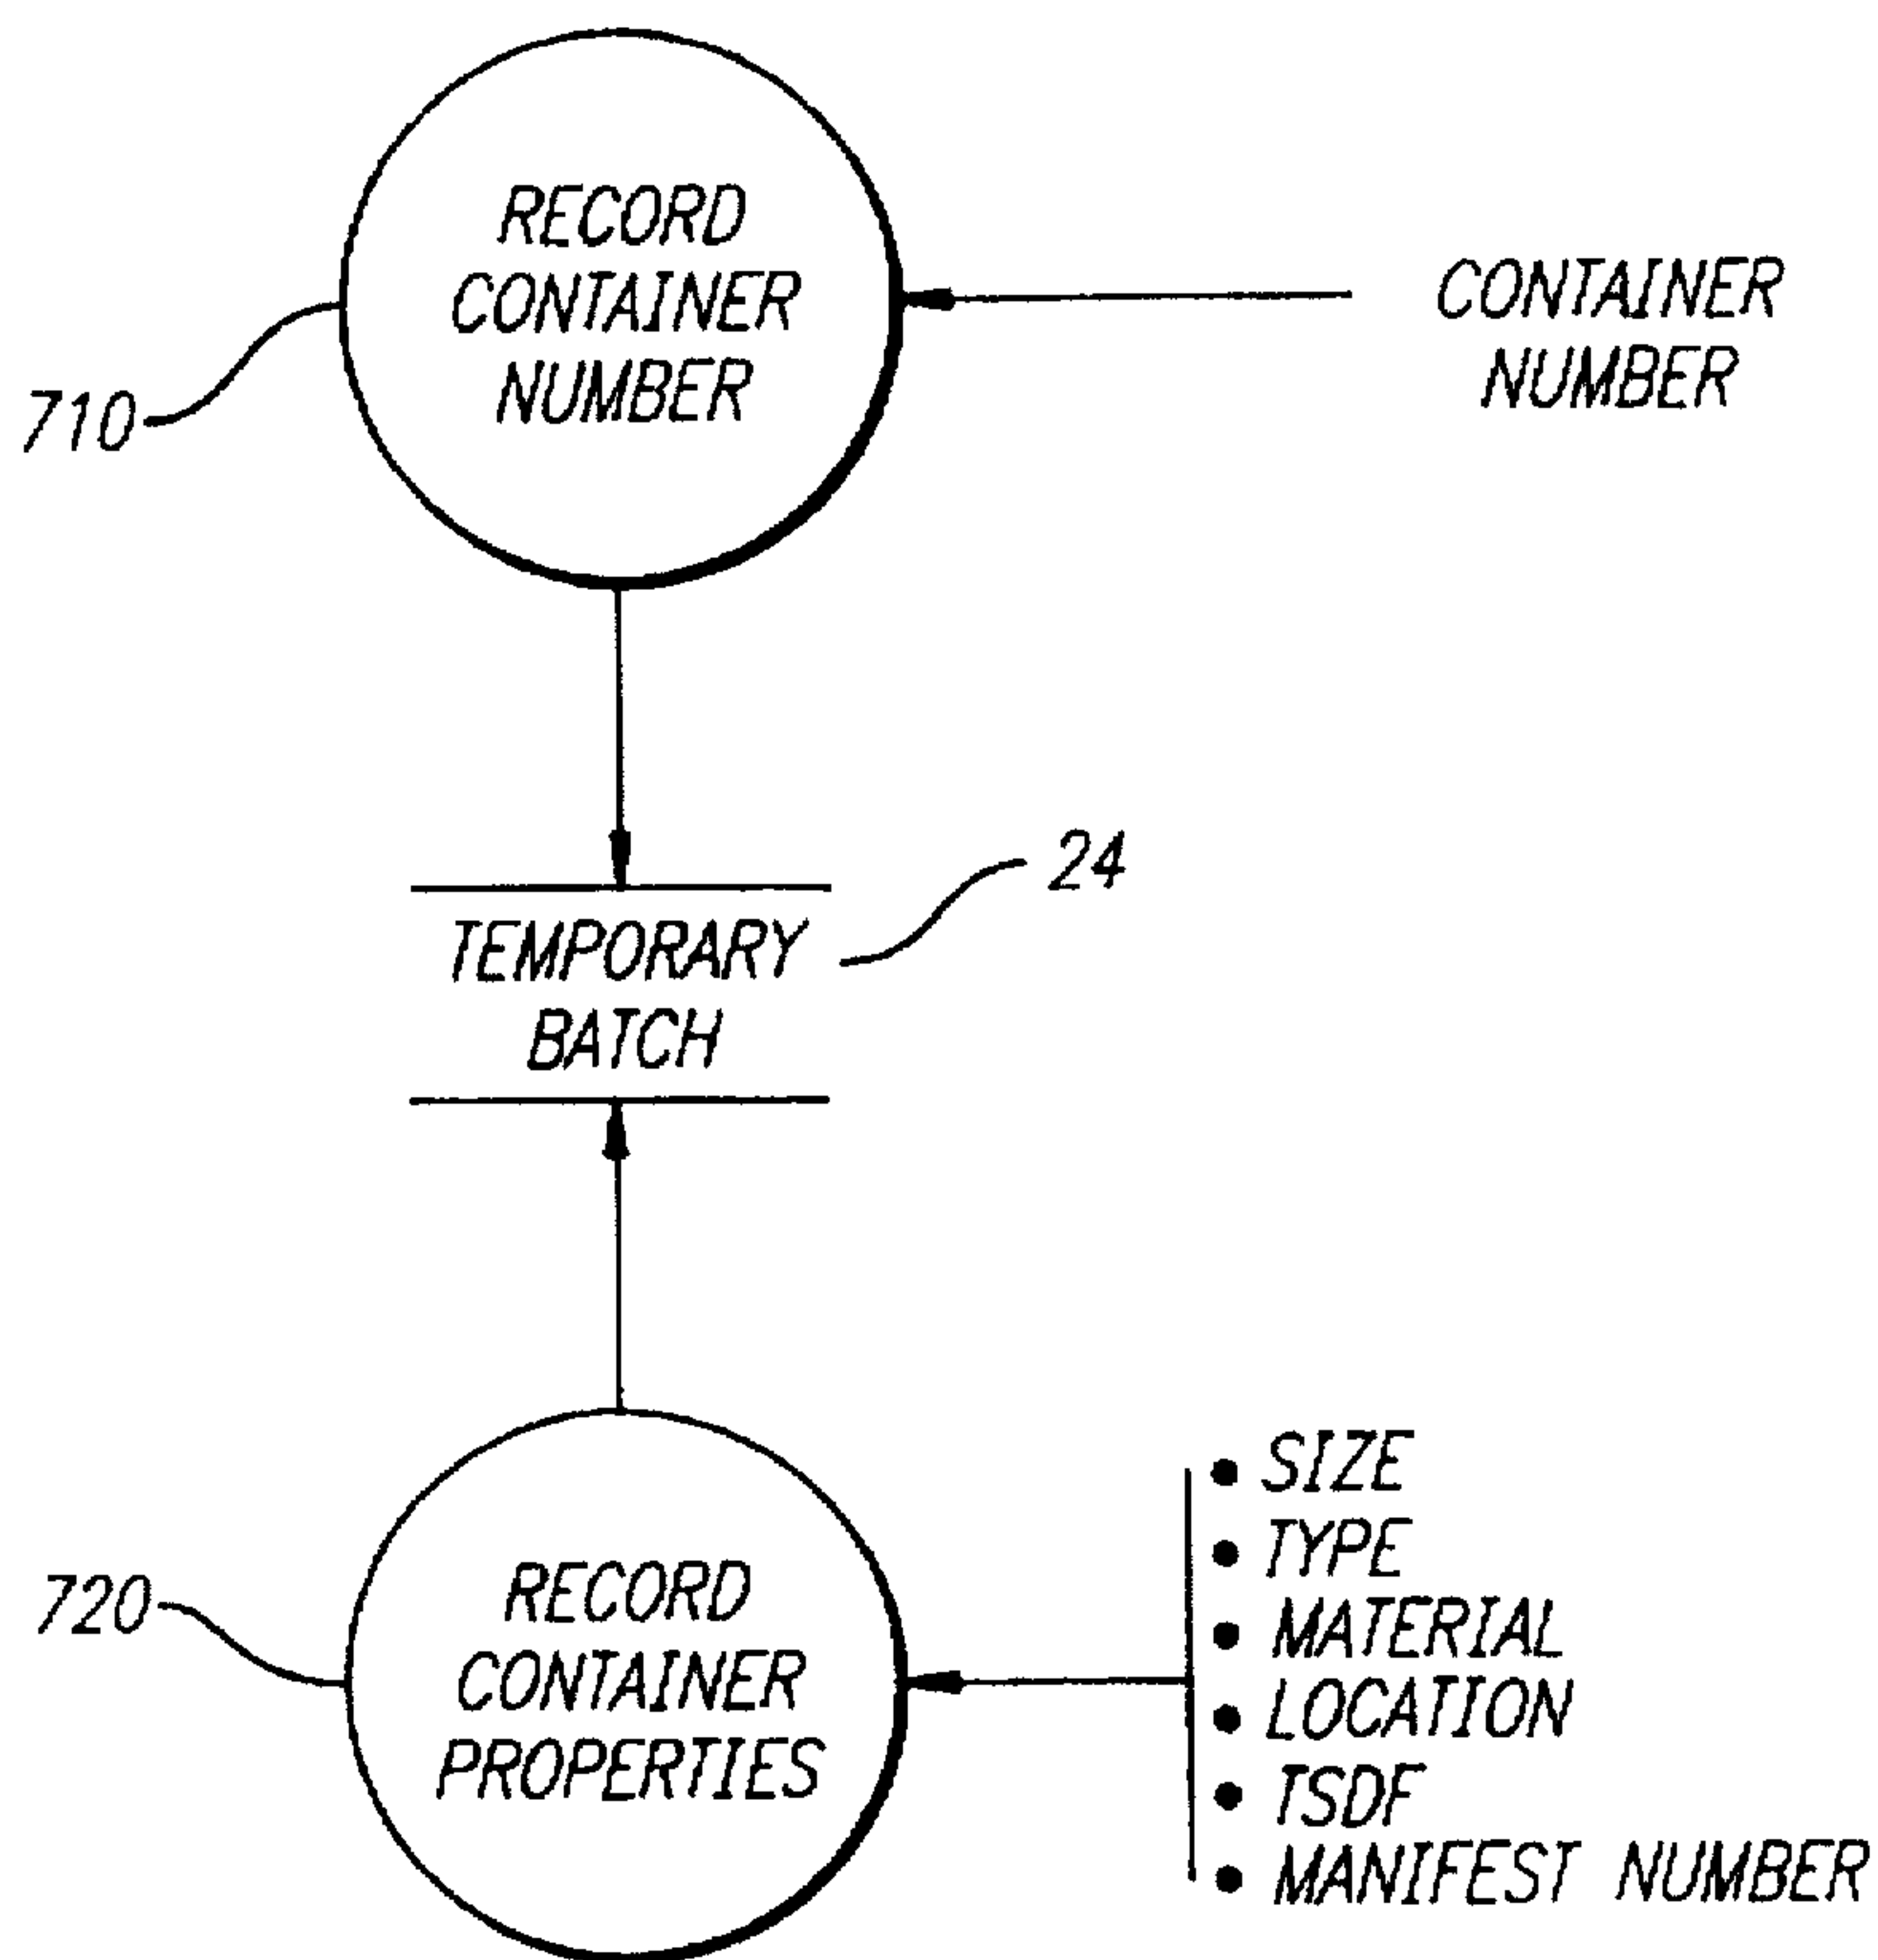 RECORD
CONTAINER
NUMBER
CONTAINER
NUMBER
710
24
TEMPORARY
BATCH
720
RECORD
CONTAINER
PROPERTIES
• SIZE
• TYPE
• MATERIAL
• LOCATION
• TSDF
• MANIFEST NUMBER